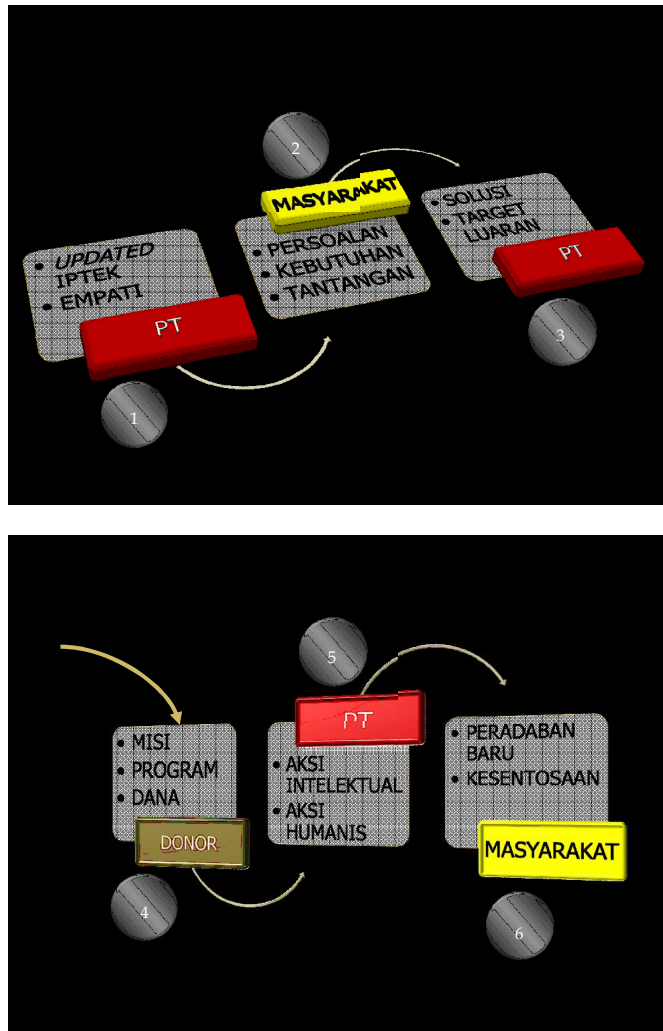 2
MASYARAKAT
• SOLUSI
• TARGET
LUARAN
PT
3
• PERSOALAN
• KEBUTUHAN
• TANTANGAN
• UPDATED
IPTEK
• EMPATI
PT
1
5
PT
• MISI
• PROGRAM
• DANA
DONOR
4
• AKSI
INTELEKTUAL
• AKSI
HUMANIS
• PERADABAN
BARU
• KESENTOSAAN
MASYARAKAT
6